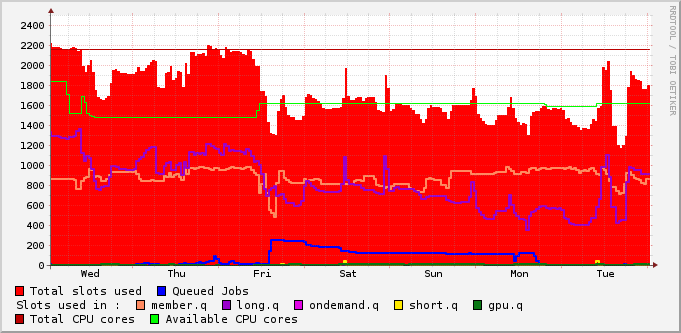 2400
2200
2000
1800
1600
1400
1200
1000
800
600
400
200
0
Wed Thu Fri Sat Sun Mon Tue
RRDTOOL / TOBI OETIKER
Total slots used Queued Jobs
Slots used in : member.q long.q ondemand.q short.q gpu.q
Total CPU cores Available CPU cores